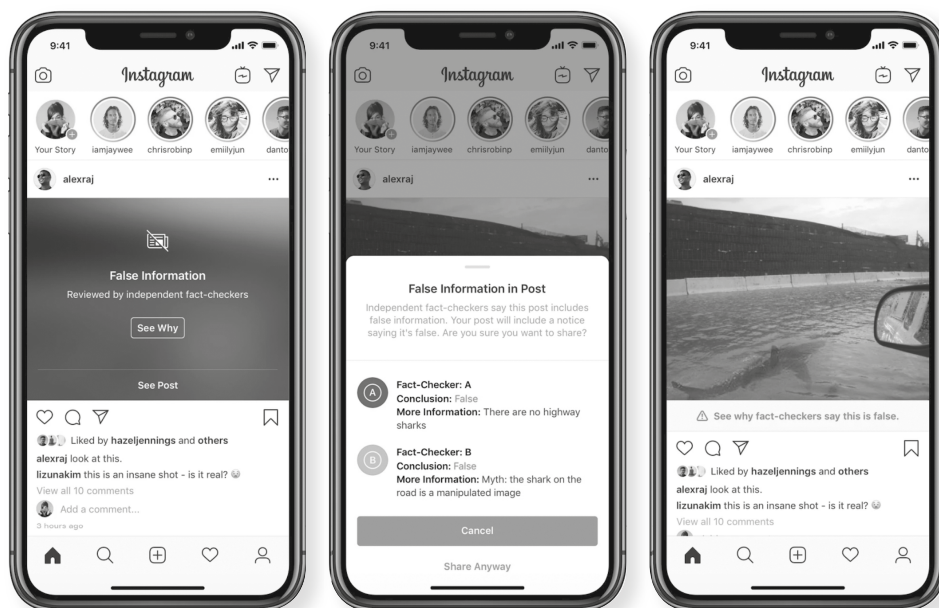 9:41
Instagram
Your Story
iamjaywee
chrisrobinp
emiilyjun
danto
alexraj
False Information
Reviewed by independent fact-checkers
See Why
See Post
Liked by hazeljennings and others
alexraj look at this.
lizunakim this is an insane shot - is it real?
View all 10 comments
Add a comment...
3 hours ago
9:41
Instagram
Your Story
iamjaywee
chrisrobinp
emiilyjun
danto
alexraj
False Information in Post
Independent fact-checkers say this post includes
false information. Your post will include a notice
saying it's false. Are you sure you want to share?
A
Fact-Checker: A
Conclusion: False
More Information: There are no highway
sharks
B
Fact-Checker: B
Conclusion: False
More Information: Myth: the shark on the
road is a manipulated image
Cancel
Share Anyway
9:41
Instagram
Your Story
iamjaywee
chrisrobinp
emiilyjun
danto
alexraj
See why fact-checkers say this is false.
Liked by hazeljennings and others
alexraj look at this.
lizunakim this is an insane shot - is it real?
View all 10 comments